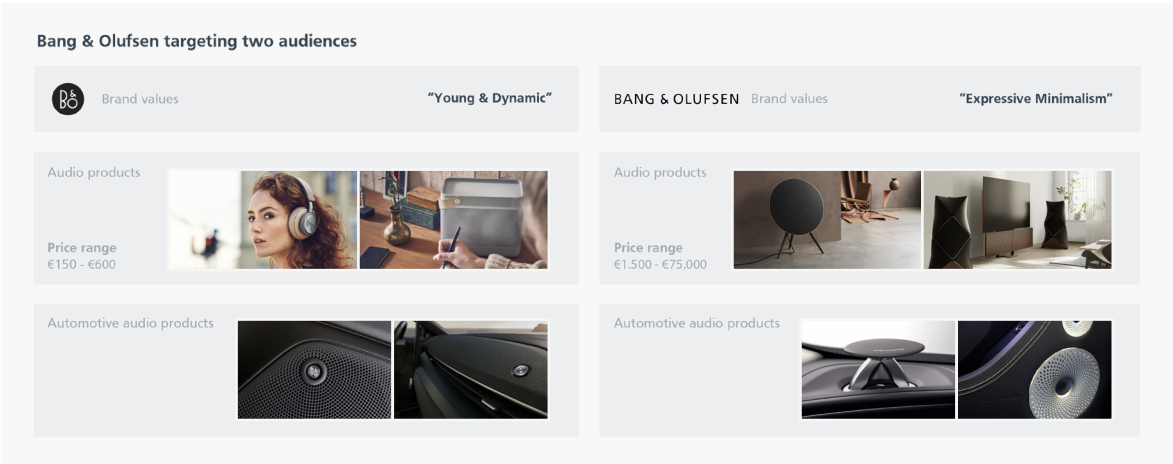 Bang & Olufsen targeting two audiences
B&O
Brand values
"Young & Dynamic"
BANG & OLUFSEN
Brand values
"Expressive Minimalism"
Audio products
Price range
€150 - €600
Audio products
Price range
€1.500 - €75.000
Automotive audio products
Automotive audio products